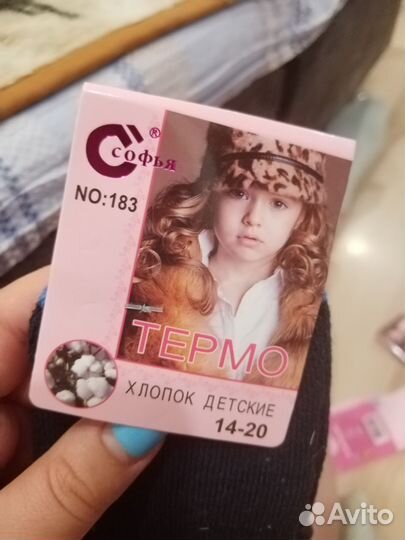 ® софья
NO:183
ТЕРМО
ХЛОПОК ДЕТСКИЕ
14-20
Avito